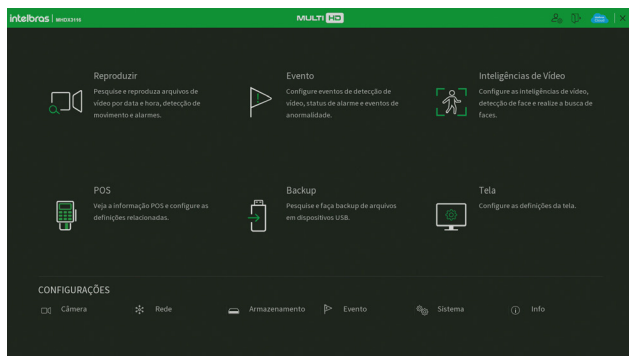 intelbras | MHDX3116
MULTI HD
Reproduzir
Pesquise e reproduza arquivos de
vídeo por data e hora, detecção de
movimento e alarmes.
Evento
Configure eventos de detecção de
vídeo, status de alarme e eventos de
anormalidade.
Inteligências de Vídeo
Configure as inteligências de vídeo,
detecção de face e realize a busca de
faces.
POS
Veja a informação POS e configure as
definições relacionadas.
Backup
Pesquise e faça backup de arquivos
em dispositivos USB.
Tela
Configure as definições da tela.
CONFIGURAÇÕES
Câmera
Rede
Armazenamento
Evento
Sistema
Info